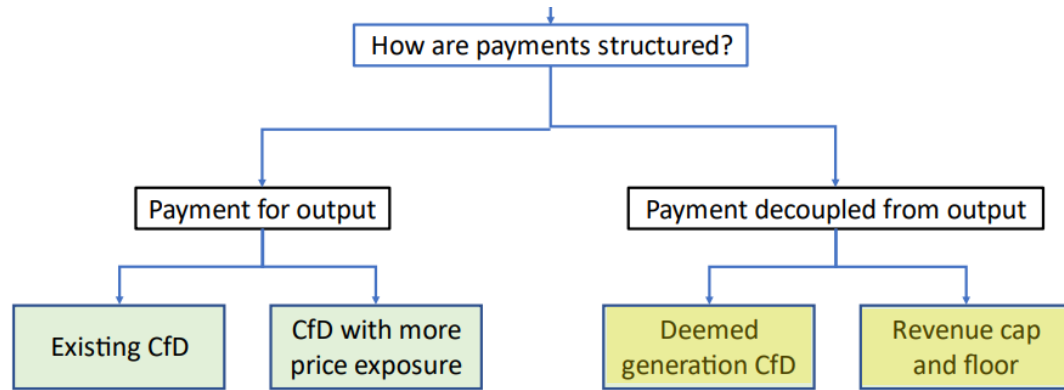 How are payments structured?
Payment for output
Payment decoupled from output
Existing CfD
CfD with more
price exposure
Deemed
generation CfD
Revenue cap
and floor